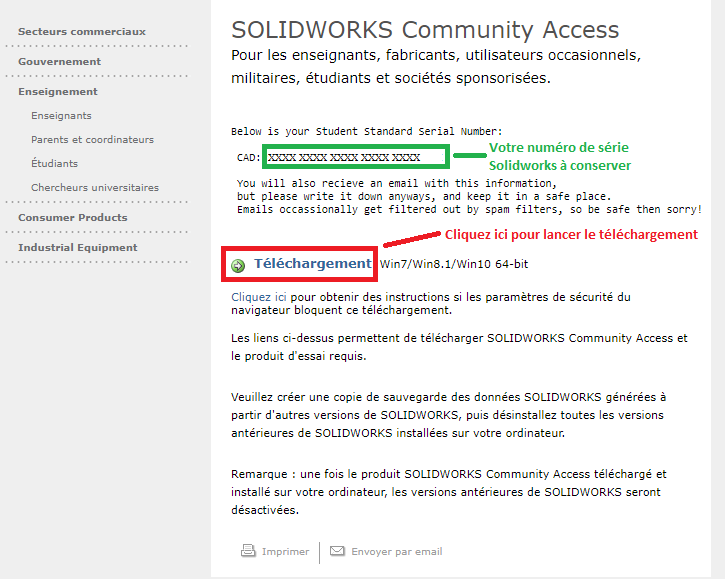 Secteurs commerciaux
Gouvernement
Enseignement
Enseignants
Parents et coordinateurs
Étudiants
Chercheurs universitaires
Consumer Products
Industrial Equipment
SOLIDWORKS Community Access
Pour les enseignants, fabricants, utilisateurs occasionnels,
militaires, étudiants et sociétés sponsorisées.
Below is your Student Standard Serial Number:
CAD: XXXX XXXX XXXX XXXX XXXX
Votre numéro de série
Solidworks à conserver
You will also recieve an email with this information,
but please write it down anyways, and keep it in a safe place.
Emails occassionally get filtered out by spam filters, so be safe then sorry!
Cliquez ici pour lancer le téléchargement
Téléchargement Win7/Win8.1/Win10 64-bit
Cliquez ici pour obtenir des instructions si les paramètres de sécurité du
navigateur bloquent ce téléchargement.
Les liens ci-dessus permettent de télécharger SOLIDWORKS Community Access et
le produit d'essai requis.
Veuillez créer une copie de sauvegarde des données SOLIDWORKS générées à
partir d'autres versions de SOLIDWORKS, puis désinstallez toutes les versions
antérieures de SOLIDWORKS installées sur votre ordinateur.
Remarque : une fois le produit SOLIDWORKS Community Access téléchargé et
installé sur votre ordinateur, les versions antérieures de SOLIDWORKS seront
désactivées.
Imprimer
Envoyer par email